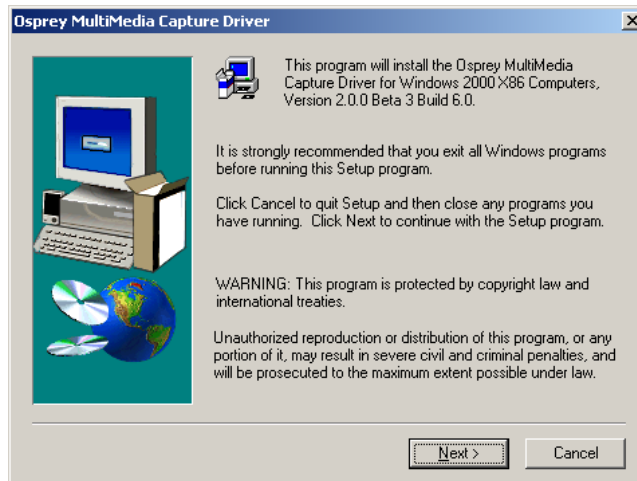 Osprey MultiMedia Capture Driver
This program will install the Osprey MultiMedia
Capture Driver for Windows 2000 X86 Computers,
Version 2.0.0 Beta 3 Build 6.0.
It is strongly recommended that you exit all Windows programs
before running this Setup program.
Click Cancel to quit Setup and then close any programs you
have running.  Click Next to continue with the Setup program.
WARNING: This program is protected by copyright law and
international treaties.
Unauthorized reproduction or distribution of this program, or any
portion of it, may result in severe civil and criminal penalties, and
will be prosecuted to the maximum extent possible under law.
Next >
Cancel